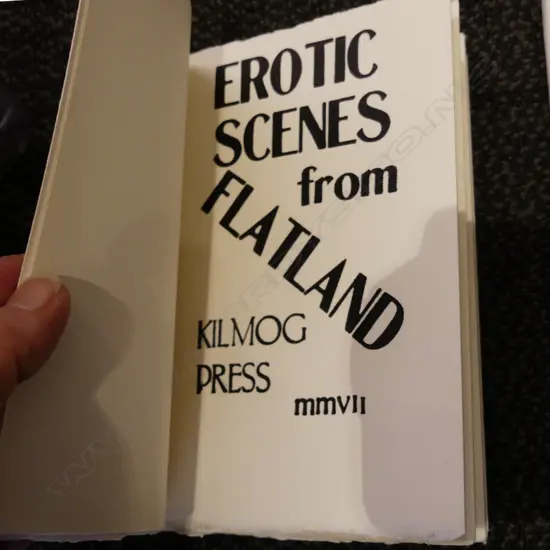 EROTIC
SCENES
from
FLATLAND
KILMOG
PRESS
mmVII